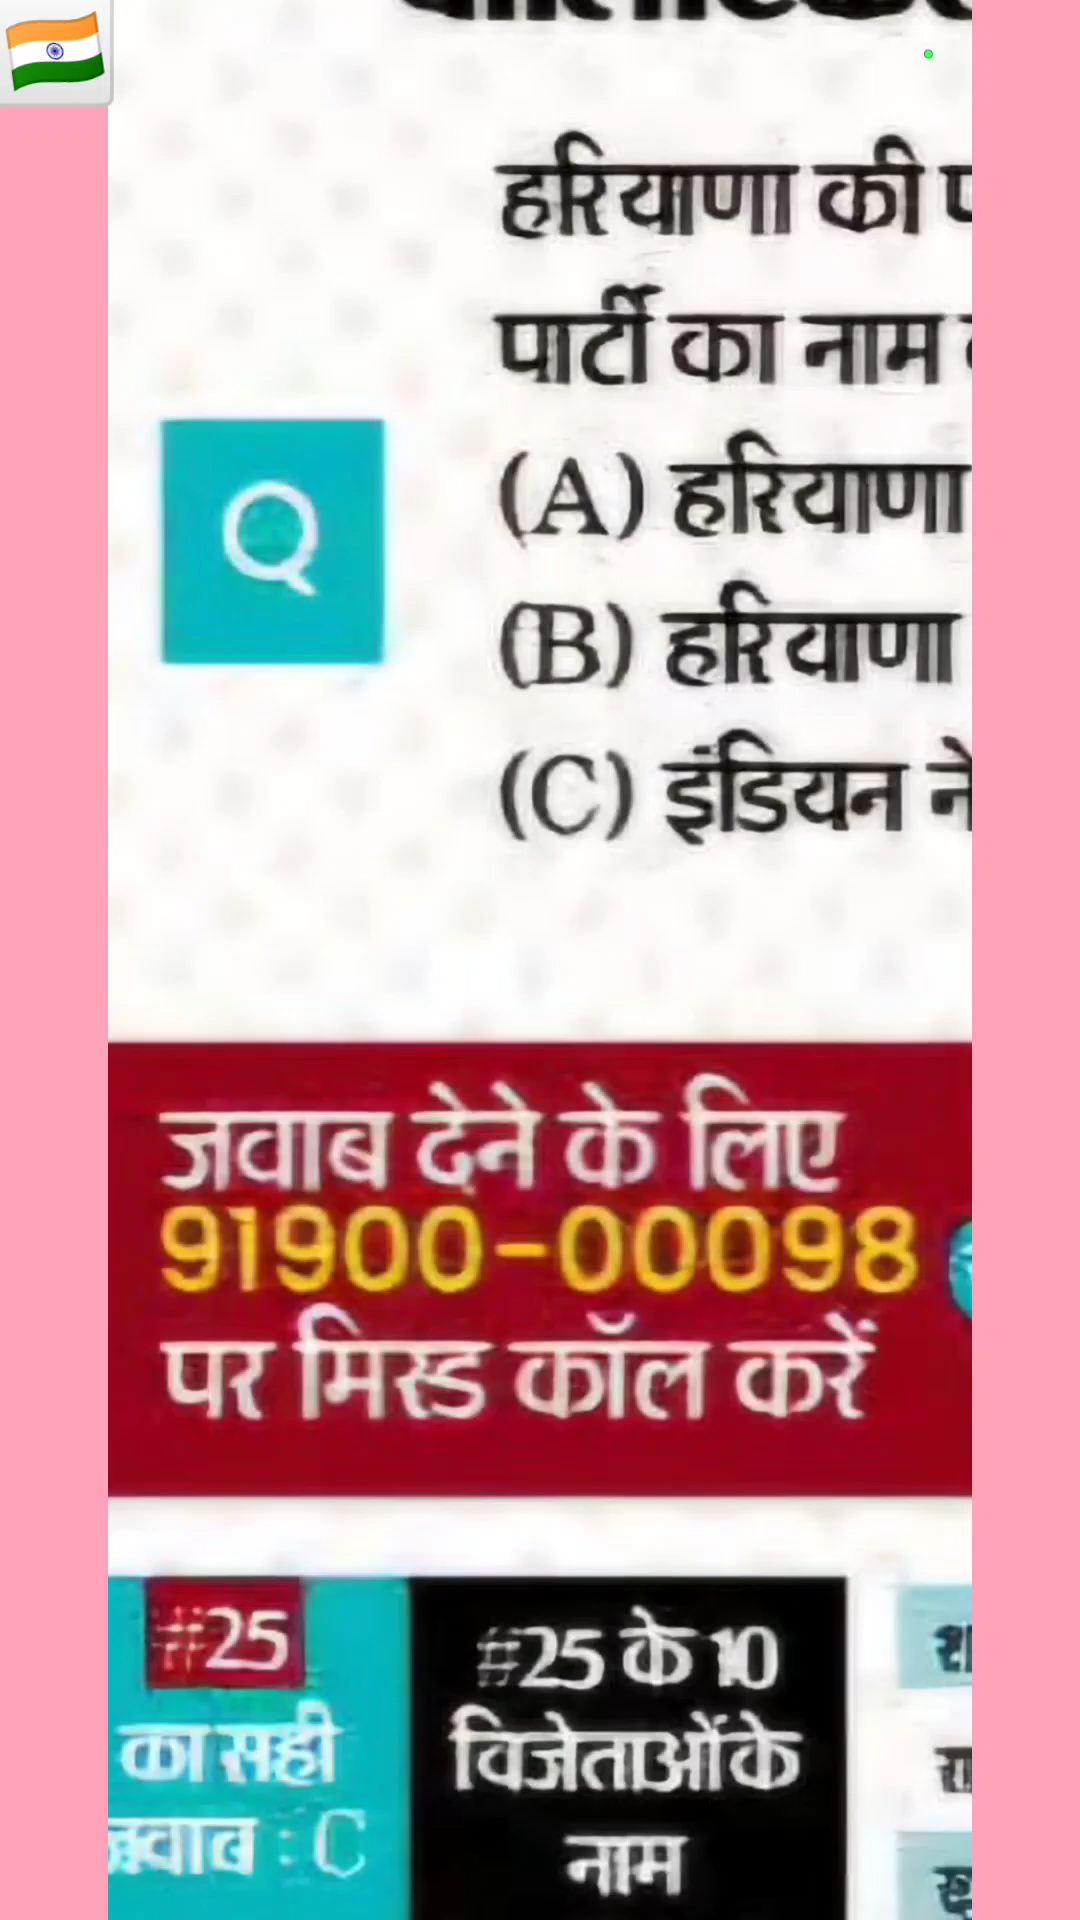 हरियाणा की
पार्टी का नाम
(A) हरियाणा
(B) हरियाणा
(C) इंडियन
Q
जवाब देने के लिए
91900-00098
पर मिस्ड कॉल करें
#25
का सही
जवाब : C
#25 के 10
विजेताओं के
नाम